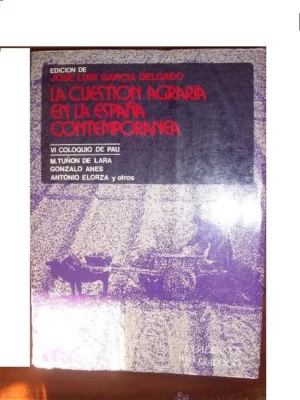 EDICION DE
JOSE LUIS GARCIA DELGADO
LA CUESTION AGRARIA
EN LA ESPAÑA
CONTEMPORANEA
VI COLOQUIO DE PAU
M. TUÑON DE LARA
GONZALO ANES
ANTONIO ELORZA y otros